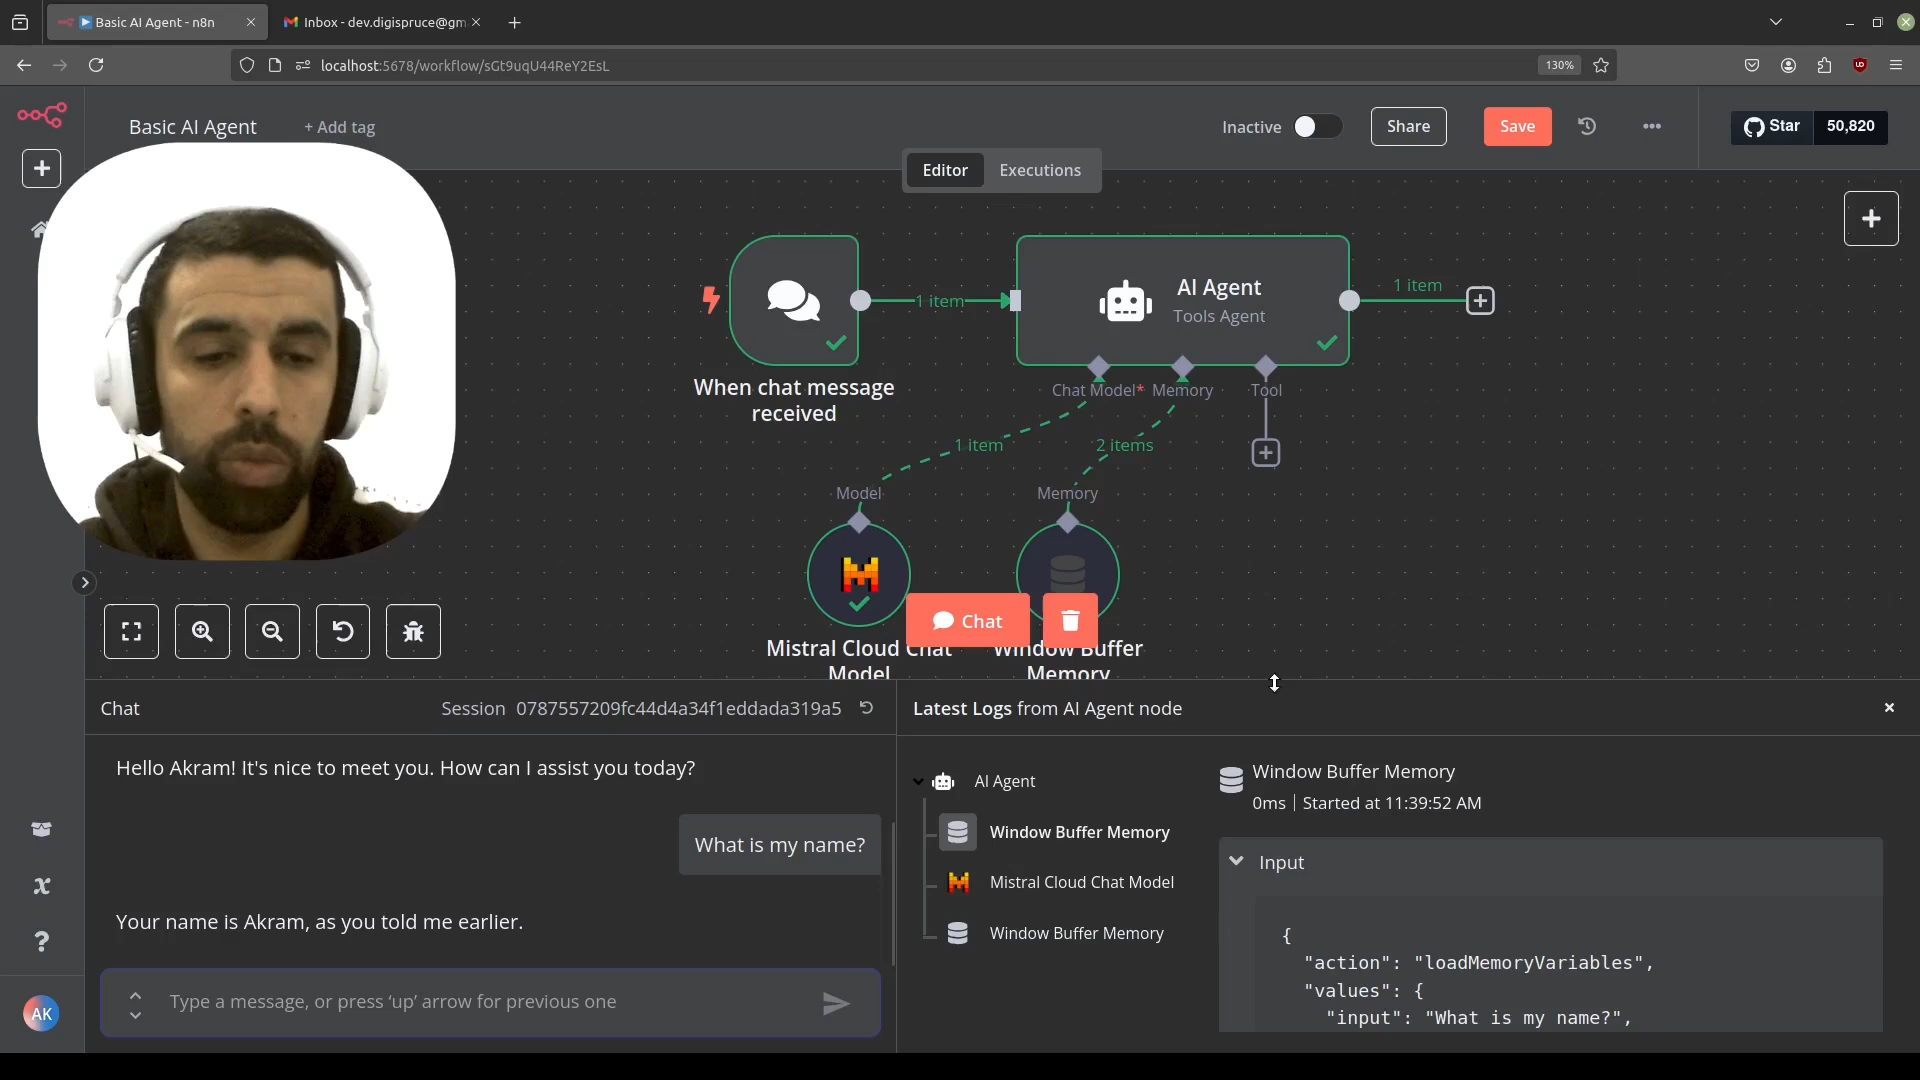 Basic AI Agent - n8n
Inbox - dev.digispruce@gm
localhost:5678/workflow/sGt9uqU44ReY2EsL
130%
Basic AI Agent
+ Add tag
Inactive
Share
Save
Star
50,820
Editor
Executions
1 item
AI Agent
Tools Agent
1 item
When chat message
received
Chat Model*
Memory
Tool
1 item
2 items
Model
Memory
Chat
Mistral Cloud Chat
Model
Window Buffer
Memory
Chat
Session 0787557209fc44d4a34f1eddada319a5
Hello Akram! It's nice to meet you. How can I assist you today?
What is my name?
Your name is Akram, as you told me earlier.
Type a message, or press ‘up’ arrow for previous one
AK
Latest Logs from AI Agent node
AI Agent
Window Buffer Memory
Mistral Cloud Chat Model
Window Buffer Memory
Window Buffer Memory
0ms | Started at 11:39:52 AM
Input
{
"action": "loadMemoryVariables",
"values": {
"input": "What is my name?",